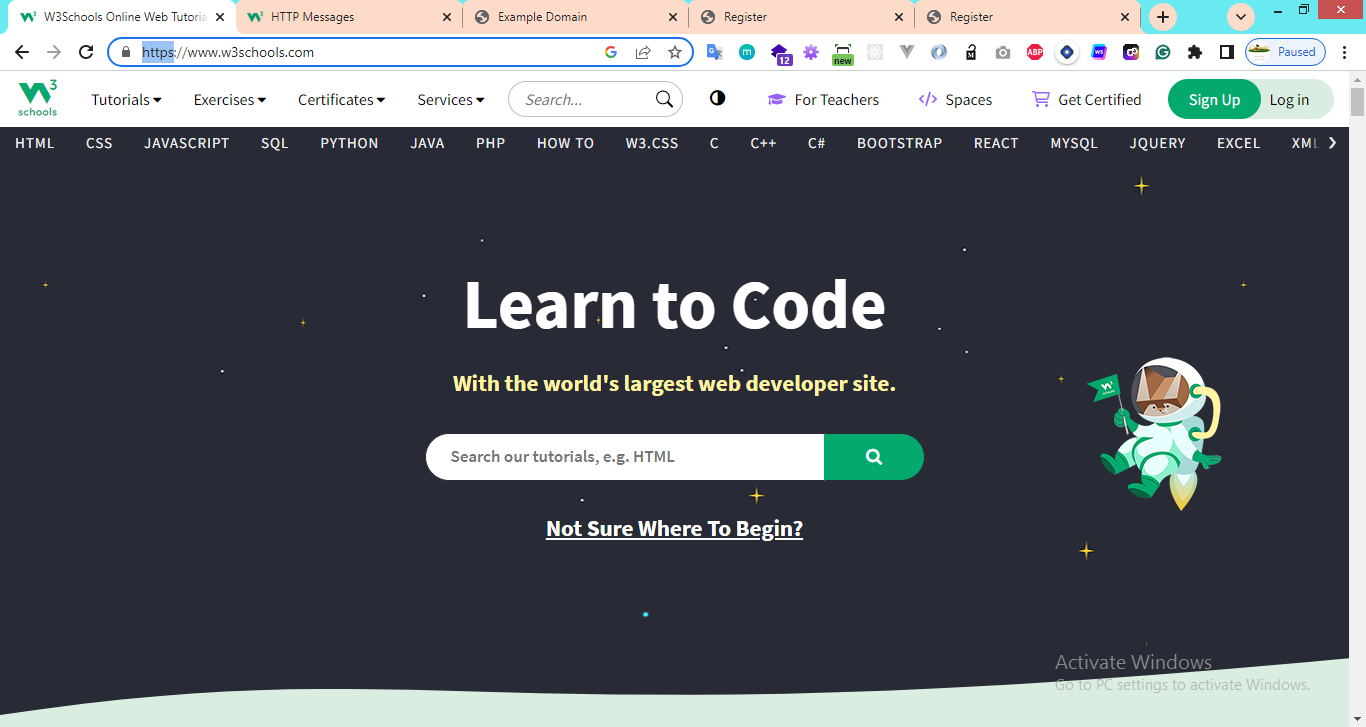 W3Schools Online Web Tutoria
HTTP Messages
Example Domain
Register
Register
https://www.w3schools.com
12
new
ABP
Paused
W3 schools
Tutorials
Exercises
Certificates
Services
Search...
For Teachers
Spaces
Get Certified
Sign Up
Log in
HTML CSS JAVASCRIPT SQL PYTHON JAVA PHP HOW TO W3.CSS C C++ C# BOOTSTRAP REACT MYSQL JQUERY EXCEL XML
Learn to Code
With the world's largest web developer site.
Search our tutorials, e.g. HTML
Not Sure Where To Begin?
Activate Windows
Go to PC settings to activate Windows.